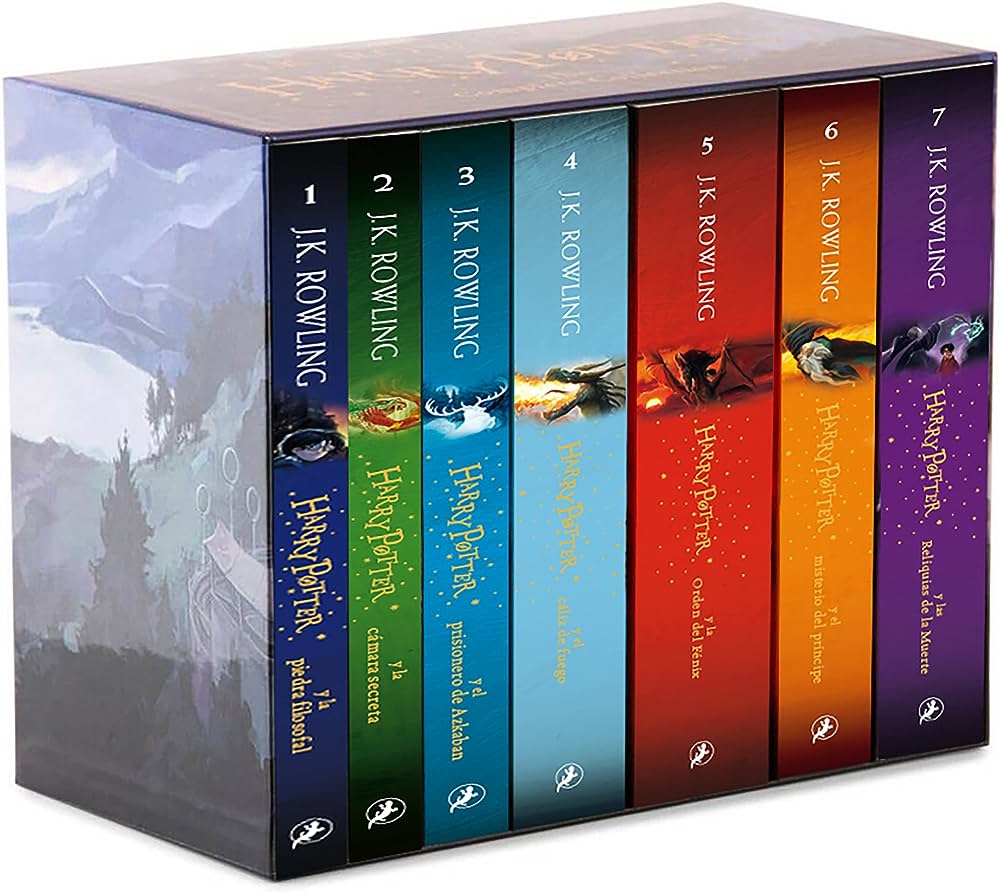 HARRY POTTER
1
J.K. ROWLING
HARRY POTTER
y la
piedra filosofal
2
J.K. ROWLING
HARRY POTTER
y la
cámara secreta
3
J.K. ROWLING
HARRY POTTER
y el
prisionero de Azkaban
4
J.K. ROWLING
HARRY POTTER
y el
cáliz de fuego
5
J.K. ROWLING
HARRY POTTER
y la
Orden del Fénix
6
J.K. ROWLING
HARRY POTTER
y el
misterio del príncipe
7
J.K. ROWLING
HARRY POTTER
y las
Reliquias de la Muerte